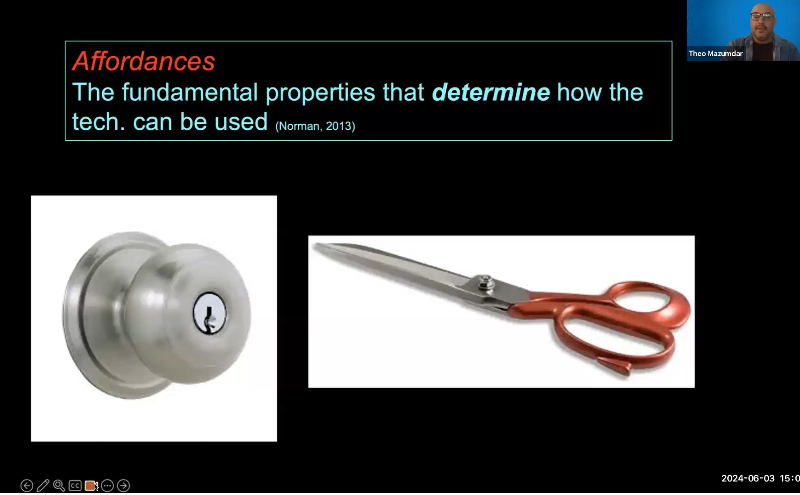 Affordances
The fundamental properties that determine how the
tech. can be used (Norman, 2013)
Theo Mazumdar
CC
2024-06-03 15:0